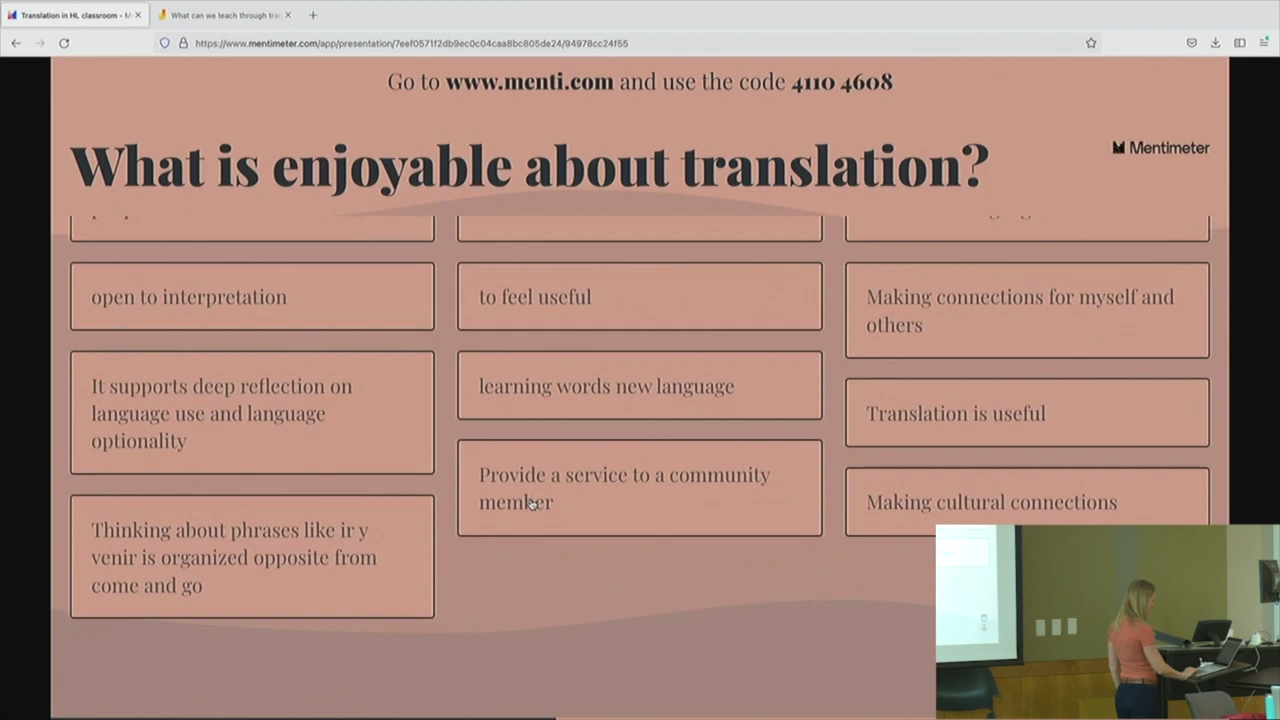 Translation in HL classroom - M
What can we teach through tran
https://www.mentimeter.com/app/presentation/7eef0571f2db9ec0c04caa8bc805de24/94978cc24f55
Go to www.menti.com and use the code 4110 4608
What is enjoyable about translation?
Mentimeter
open to interpretation
It supports deep reflection on
language use and language
optionality
Thinking about phrases like ir y
venir is organized opposite from
come and go
to feel useful
learning words new language
Provide a service to a community
member
Making connections for myself and
others
Translation is useful
Making cultural connections